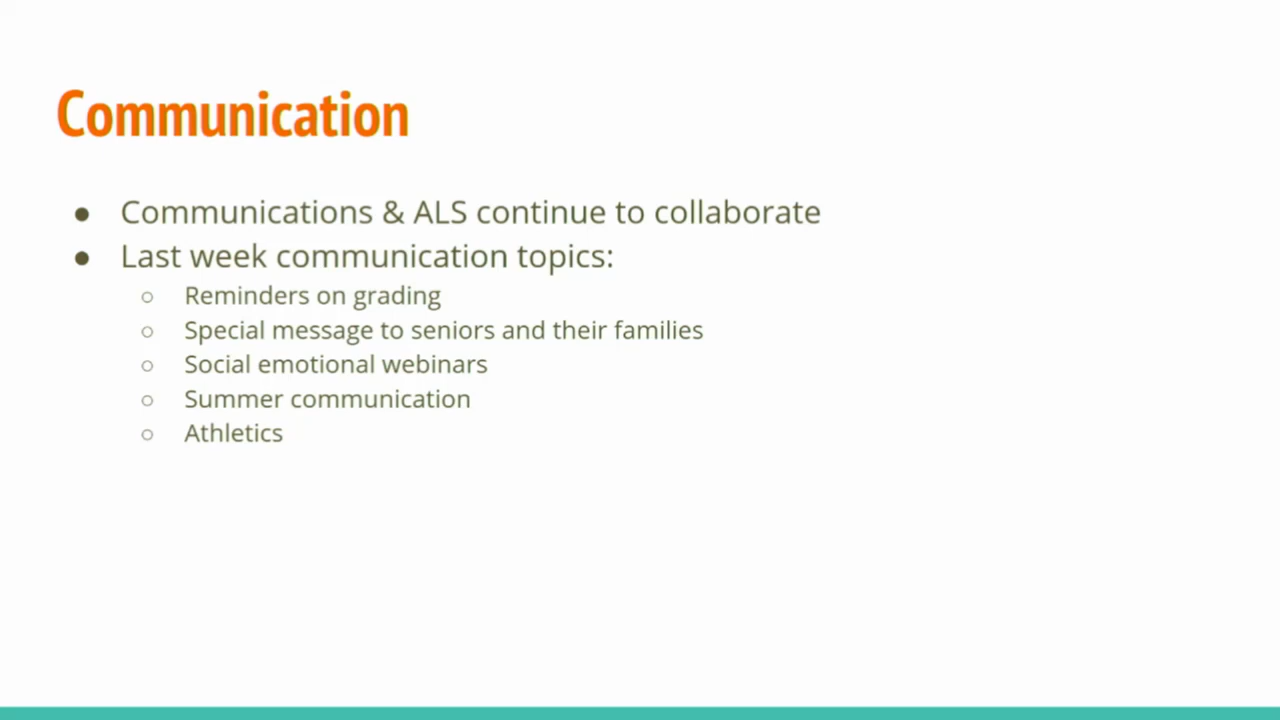 Communication
● Communications & ALS continue to collaborate
● Last week communication topics:
○ Reminders on grading
○ Special message to seniors and their families
○ Social emotional webinars
○ Summer communication
○ Athletics